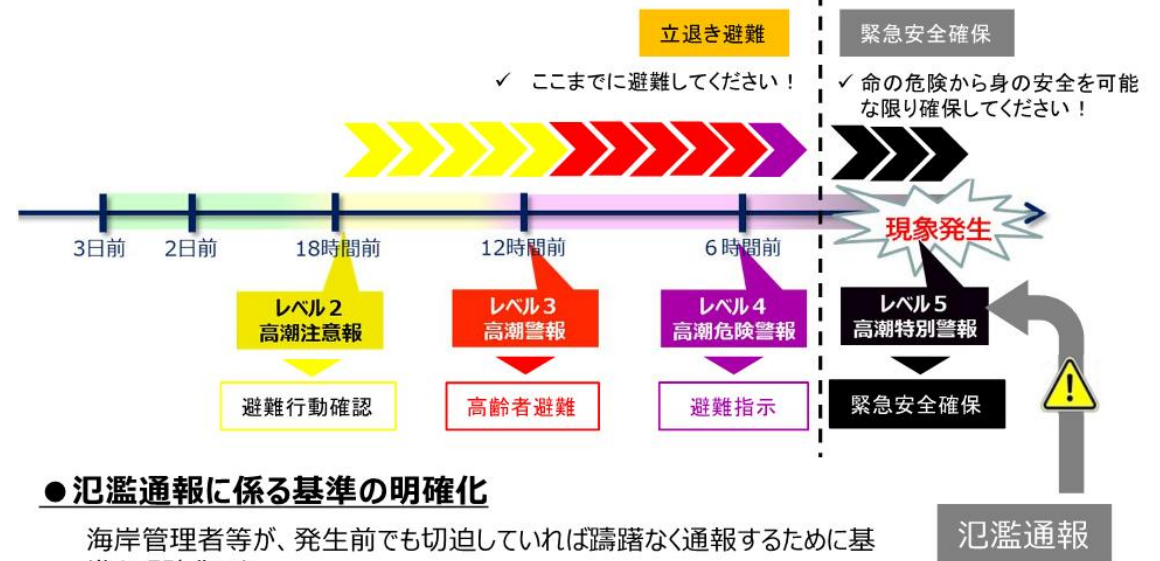 立退き避難
緊急安全確保
✓ ここまでに避難してください！
✓ 命の危険から身の安全を可能
な限り確保してください！
現象発生
3日前
2日前
18時間前
12時間前
6時間前
レベル2
高潮注意報
レベル3
高潮警報
レベル4
高潮危険警報
レベル5
高潮特別警報
避難行動確認
高齢者避難
避難指示
緊急安全確保
●氾濫通報に係る基準の明確化
海岸管理者等が、発生前でも切迫していれば躊躇なく通報するために基
氾濫通報